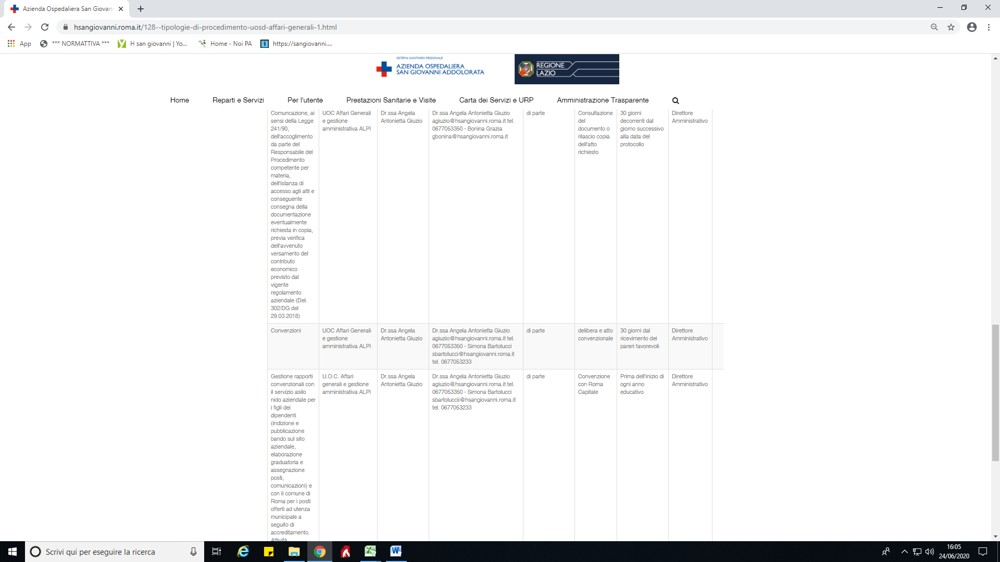 Azienda Ospedaliera San Giovan
hsangiovanni.roma.it/128--tipologie-di-procedimento-uosd-affari-generali-1.html
App
*** NORMATTIVA ***
H san giovanni | Yo...
Home - Noi PA
https://sangiovanni....
SISTEMA SANITARIO REGIONALE
AZIENDA OSPEDALIERA
SAN GIOVANNI ADDOLORATA
REGIONE
LAZIO
Home
Reparti e Servizi
Per l'utente
Prestazioni Sanitarie e Visite
Carta dei Servizi e URP
Amministrazione Trasparente
Comuncazione, ai
sensi della Legge
241/90,
dell'accoglimento
da parte del
Responsabile del
Procedimento
competente per
materia,
dell'istanza di
accesso agli atti e
conseguente
consegna della
documentazione
eventualmente
richiesta in copia,
previa verifica
dell'avvenuto
versamento del
contributo
economico
previsto dal
vigente
regolamento
aziendale (Del.
302/DG del
29.03.2018)
UOC Affari Generali
e gestione
amministrativa ALPI
Dr.ssa Angela
Antonietta Giuzio
Dr.ssa Angela Antonietta Giuzio
agiuzio@hsangiovanni.roma.it tel.
0677053350 - Bonina Grazia
gbonina@hsangiovanni.roma.it
di parte
Consultazione
del
documento o
rilascio copia
dell'atto
richiesto
30 giorni
decorrenti dal
giorno successivo
alla data del
protocollo
Direttore
Amministrativo
Convenzioni
UOC Affari Generali
e gestione
amministrativa ALPI
Dr.ssa Angela
Antonietta Giuzio
Dr.ssa Angela Antonietta Giuzio
agiuzio@hsangiovanni.roma.it tel.
0677053350 - Simona Bartolucci
sbartolucci@hsangiovanni.roma.it
tel. 0677053233
di parte
delibera e atto
convenzionale
30 giorni dal
ricevimento dei
pareri favorevoli
Direttore
Amministrativo
Gestione rapporti
convenzionali con
il servizio asilo
nido aziendale per
i figli dei
dipendenti
(indizione e
pubblicazione
bando sul sito
aziendale,
elaborazione
graduatoria e
assegnazione
posti,
comunicazioni) e
con il comune di
Roma per i posti
offerti ad utenza
municipale a
seguito di
accreditamento.
Attività
U.O.C. Affari
generali e gestione
amministrativa ALPI
Dr.ssa Angela
Antonietta Giuzio
Dr.ssa Angela Antonietta Giuzio
agiuzio@hsangiovanni.roma.it tel.
0677053350 - Simona Bartolucci
sbartoluccii@hsangiovanni.roma.it
tel. 0677053233
di parte
Convenzione
con Roma
Capitale
Prima dell'inizio di
ogni anno
educativo
Direttore
Amministrativo
Scrivi qui per eseguire la ricerca
16:05
24/06/2020